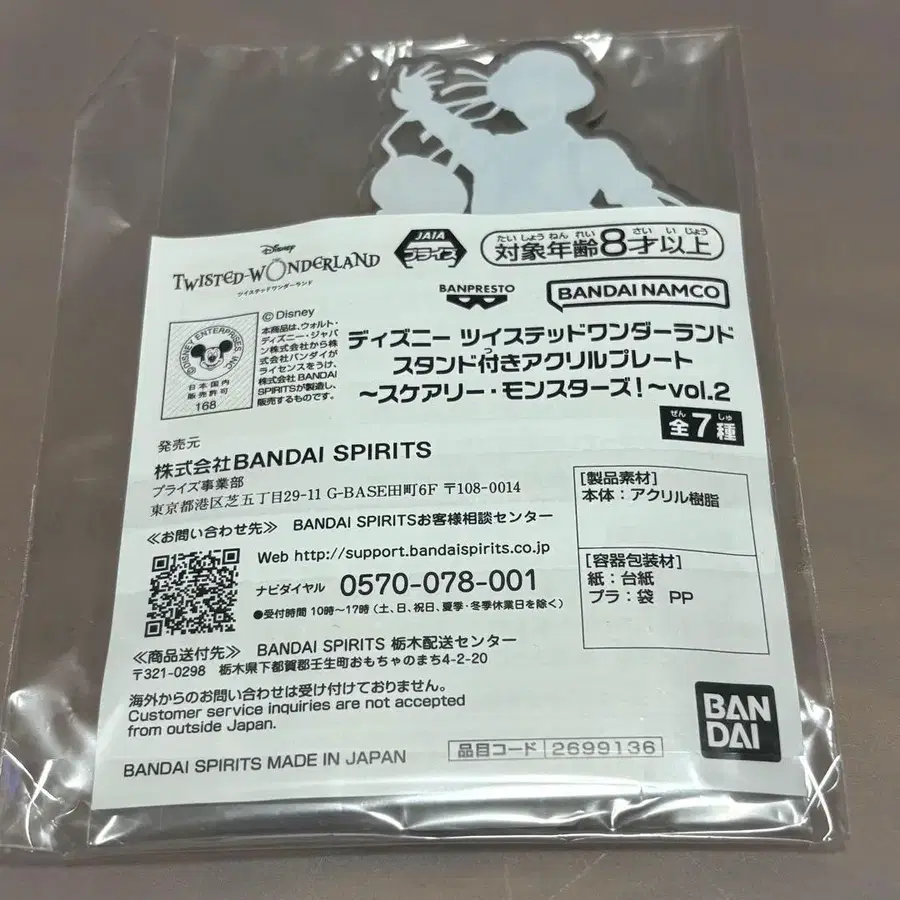 Disney
TWISTED-WONDERLAND
ツイステッドワンダーランド
JAIA
プライズ
たいしょうねんれい さい いじょう
対象年齢8才以上
BANPRESTO
BANDAI NAMCO
©DISNEY ENTERPRISES, INC.
日本国内
販売許可
168
© Disney
本商品は、ウォルト・
ディズニー・ジャパ
ン株式会社から株
式会社バンダイが
ライセンスをうけ、
株式会社 BANDAI
SPIRITSが製造し、
販売するものです。
ディズニー ツイステッドワンダーランド
スタンド付きアクリルプレート
つ
～スケアリー・モンスターズ!～vol.2
ぜん しゅ
全7種
発売元
株式会社BANDAI SPIRITS
プライズ事業部
東京都港区芝五丁目29-11 G-BASE田町6F 〒108-0014
≪お問い合わせ先≫ BANDAI SPIRITSお客様相談センター
Web http://support.bandaispirits.co.jp
ナビダイヤル 0570-078-001
●受付時間 10時～17時（土、日、祝日、夏季・冬季休業日を除く）
≪商品送付先≫ BANDAI SPIRITS 栃木配送センター
〒321-0298 栃木県下都賀郡壬生町おもちゃのまち4-2-20
海外からのお問い合わせは受け付けておりません。
Customer service inquiries are not accepted
from outside Japan.
BANDAI SPIRITS MADE IN JAPAN
[製品素材]
本体：アクリル樹脂
[容器包装材]
紙：台紙
プラ：袋 PP
品目コード 2699136
BAN
DAI